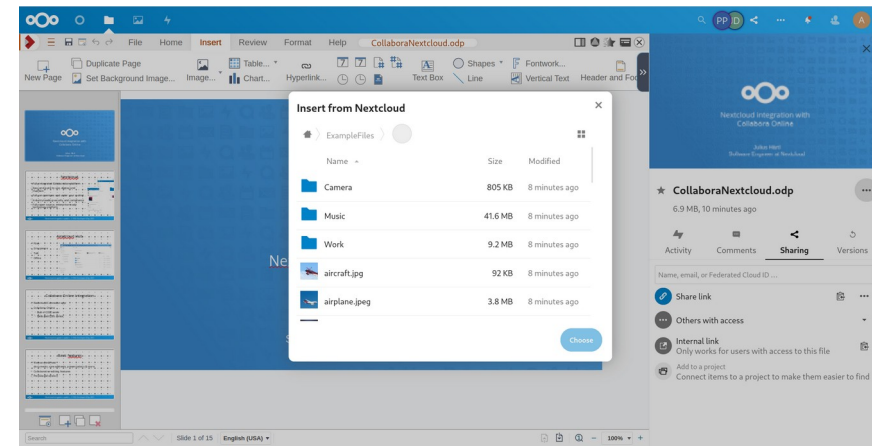 PP D A
File Home Insert Review Format Help CollaboraNextcloud.odp
New Page Duplicate Page Set Background Image... Image... Table... Chart... Hyperlink... Text Box Shapes Line Fontwork... Vertical Text Header and Foo
Insert from Nextcloud
ExampleFiles
Name Size Modified
Camera 805 KB 8 minutes ago
Music 41.6 MB 8 minutes ago
Work 9.2 MB 8 minutes ago
aircraft.jpg 92 KB 8 minutes ago
airplane.jpeg 3.8 MB 8 minutes ago
Choose
Ne
S
Nextcloud Integration with
Collabora Online
Software Engineer at Nextcloud
CollaboraNextcloud.odp
6.9 MB, 10 minutes ago
Activity Comments Sharing Versions
Name, email, or Federated Cloud ID ...
Share link
Others with access
Internal link
Only works for users with access to this file
Add to a project
Connect items to a project to make them easier to find
Search Slide 1 of 15 English (USA) 100%